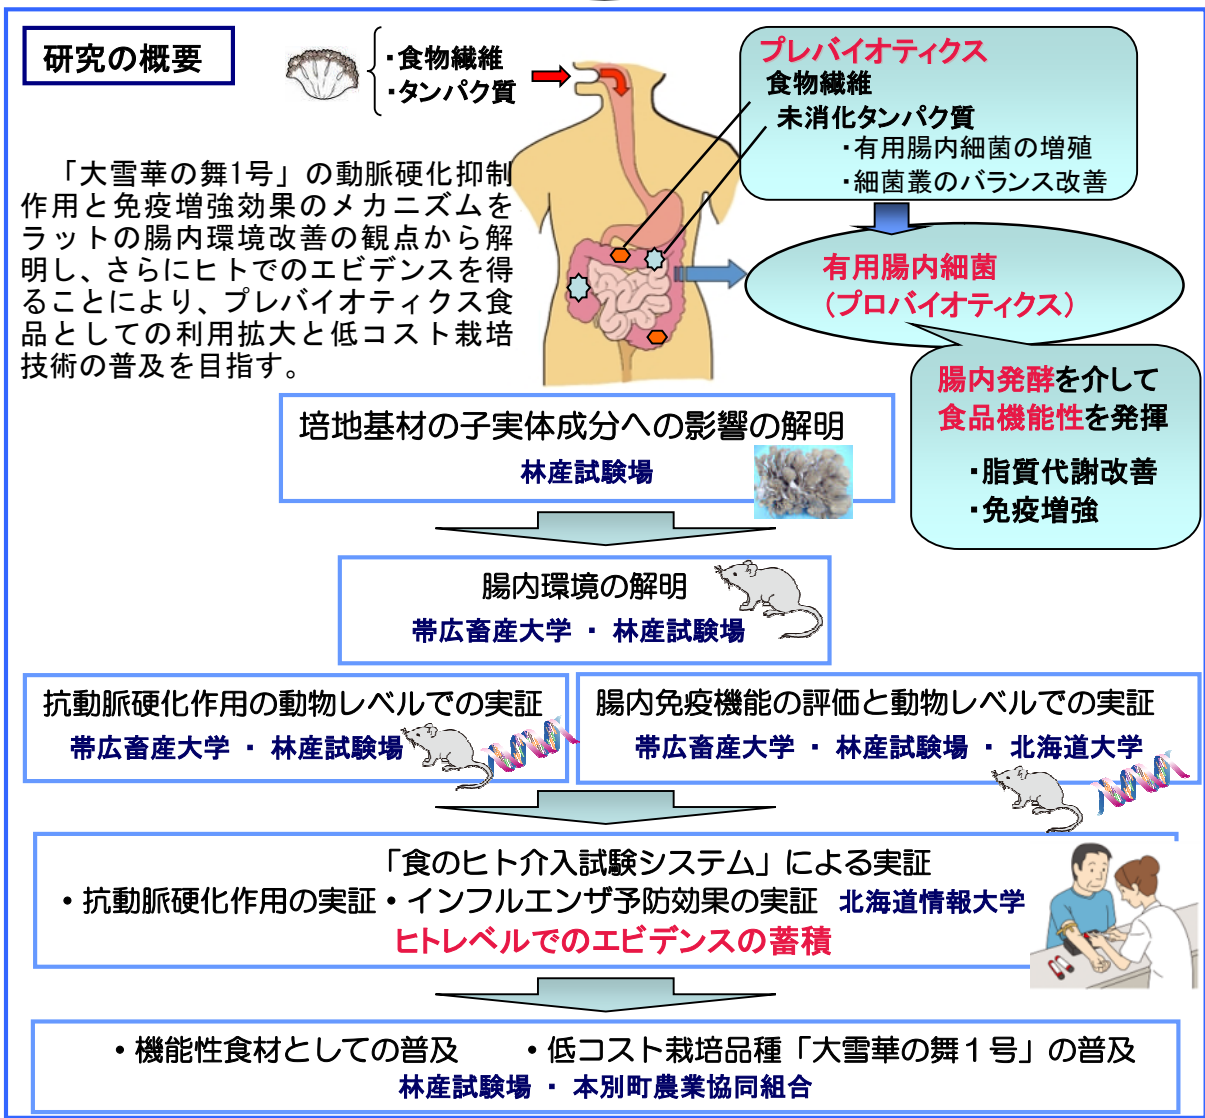 研究の概要
・食物繊維
・タンパク質
プレバイオティクス
食物繊維
未消化タンパク質
・有用腸内細菌の増殖
・細菌叢のバランス改善
「大雪華の舞1号」の動脈硬化抑制
作用と免疫増強効果のメカニズムを
ラットの腸内環境改善の観点から解
明し、さらにヒトでのエビデンスを得
ることにより、プレバイオティクス食
品としての利用拡大と低コスト栽培
技術の普及を目指す。
有用腸内細菌
（プロバイオティクス）
腸内発酵を介して
食品機能性を発揮
・脂質代謝改善
・免疫増強
培地基材の子実体成分への影響の解明
林産試験場
腸内環境の解明
帯広畜産大学 ・ 林産試験場
抗動脈硬化作用の動物レベルでの実証
帯広畜産大学 ・ 林産試験場
腸内免疫機能の評価と動物レベルでの実証
帯広畜産大学 ・ 林産試験場 ・ 北海道大学
「食のヒト介入試験システム」による実証
・抗動脈硬化作用の実証・インフルエンザ予防効果の実証 北海道情報大学
ヒトレベルでのエビデンスの蓄積
・機能性食材としての普及 ・低コスト栽培品種「大雪華の舞１号」の普及
林産試験場 ・ 本別町農業協同組合